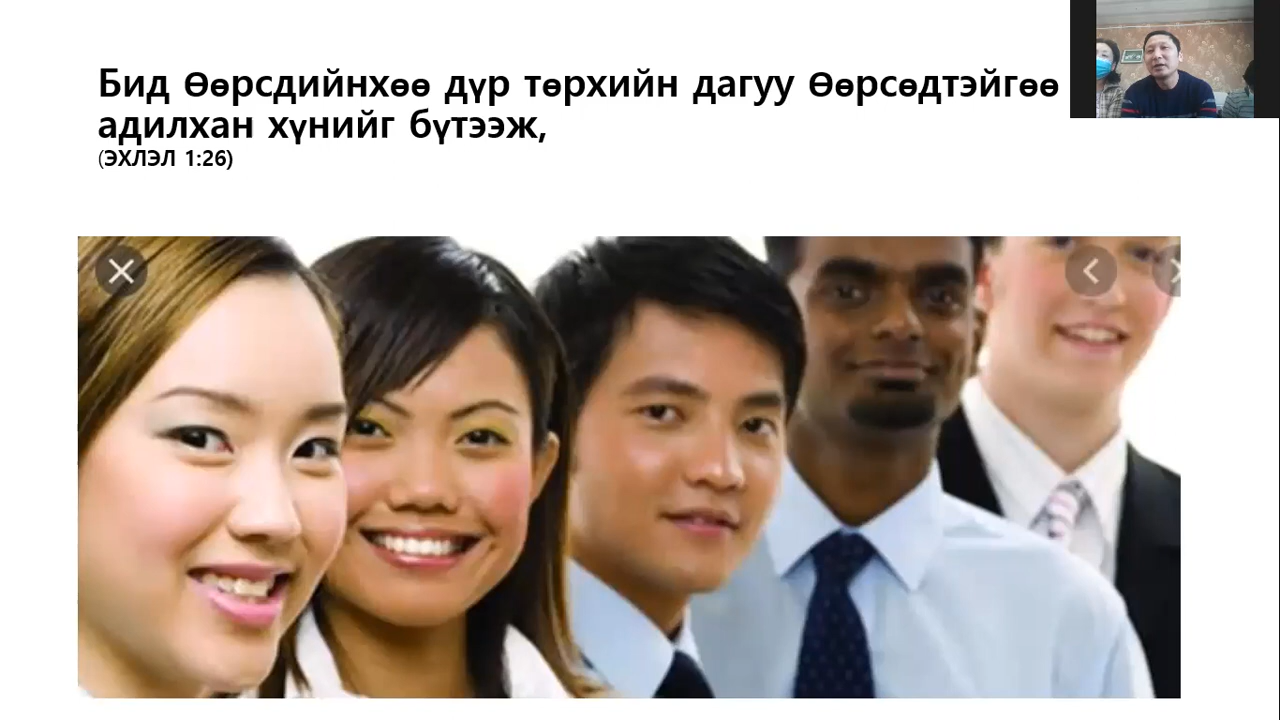 Бид Өөрсдийнхөө дүр төрхийн дагуу Өөрсөдтэйгөө
адилхан хүнийг бүтээж,
(ЭХЛЭЛ 1:26)